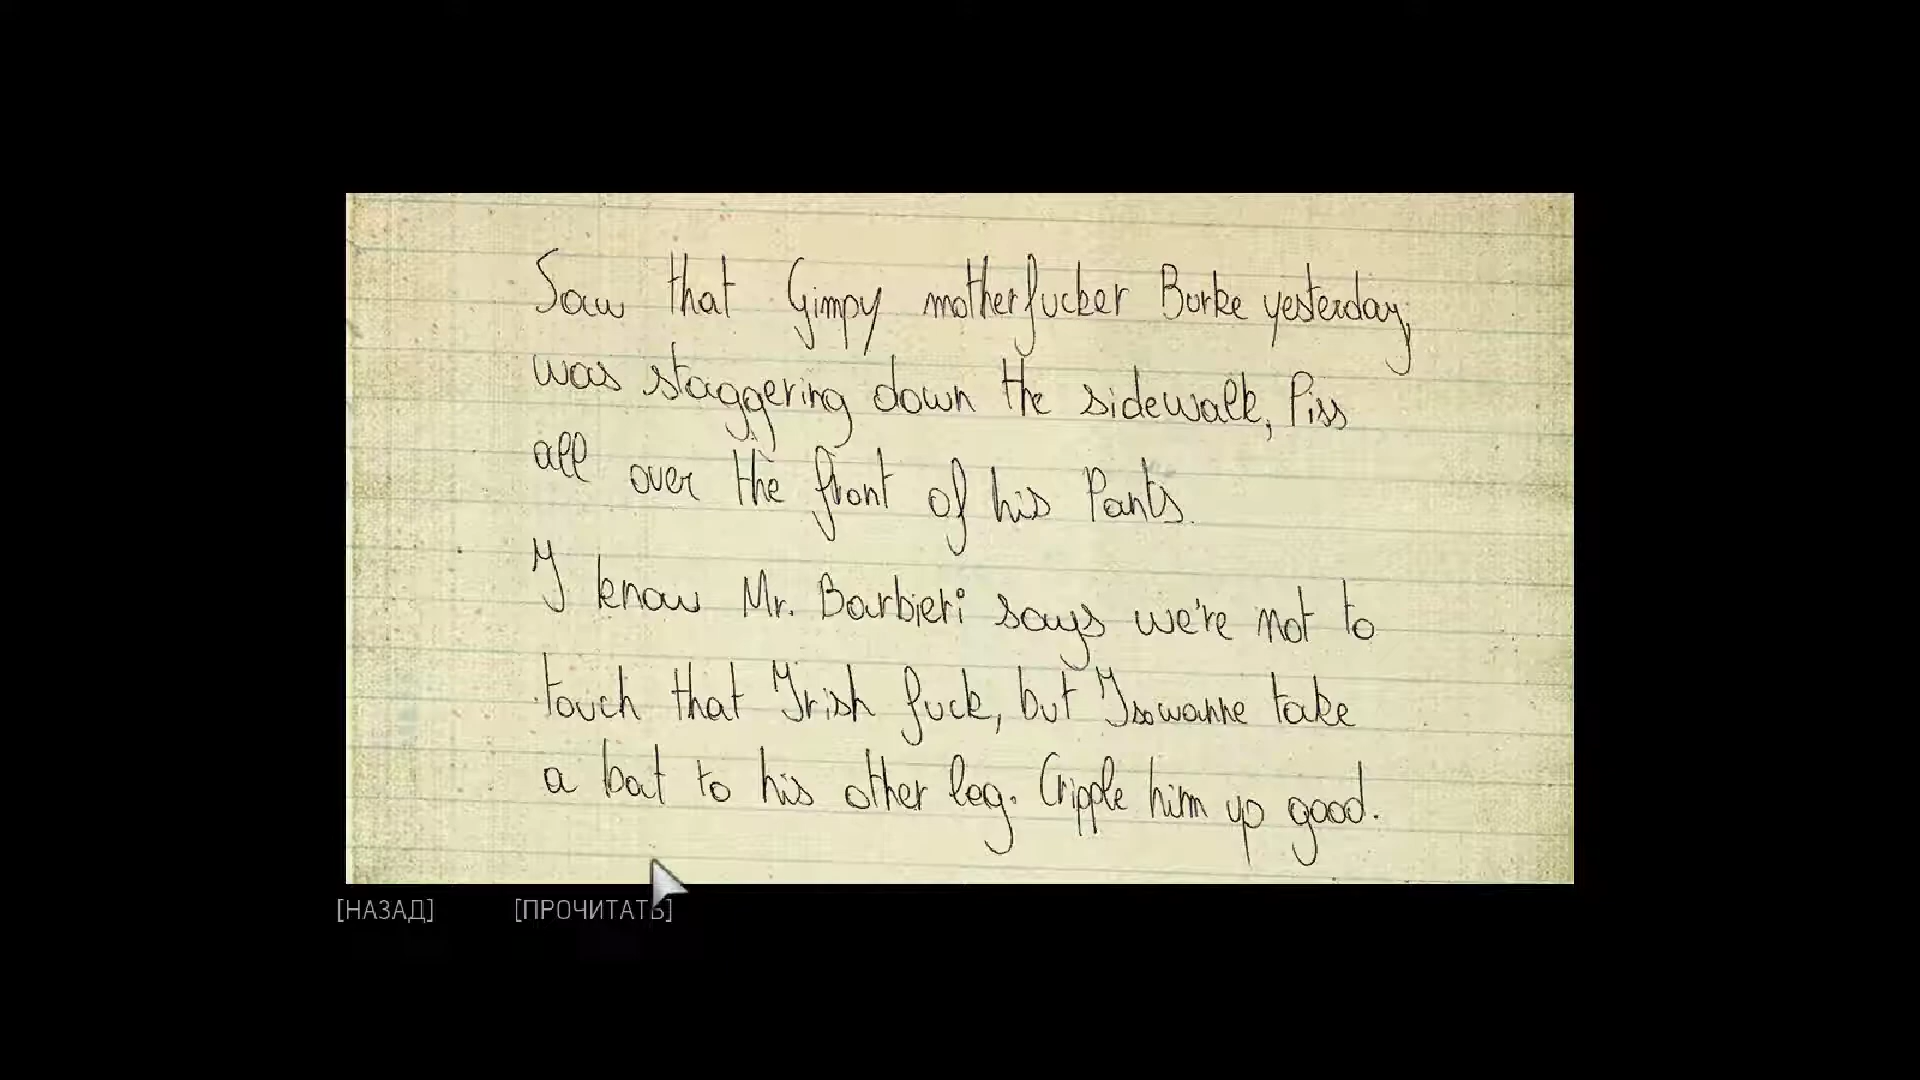 Saw that Gimpy motherfucker Burke yesterday,
was staggering down the sidewalk, Piss
all over the front of his Pants.
I know Mr. Barbieri says we're not to
touch that Irish fuck, but I so wanne take
a bat to his other leg. Cripple him up good.
[НАЗАД] [ПРОЧИТАТЬ]